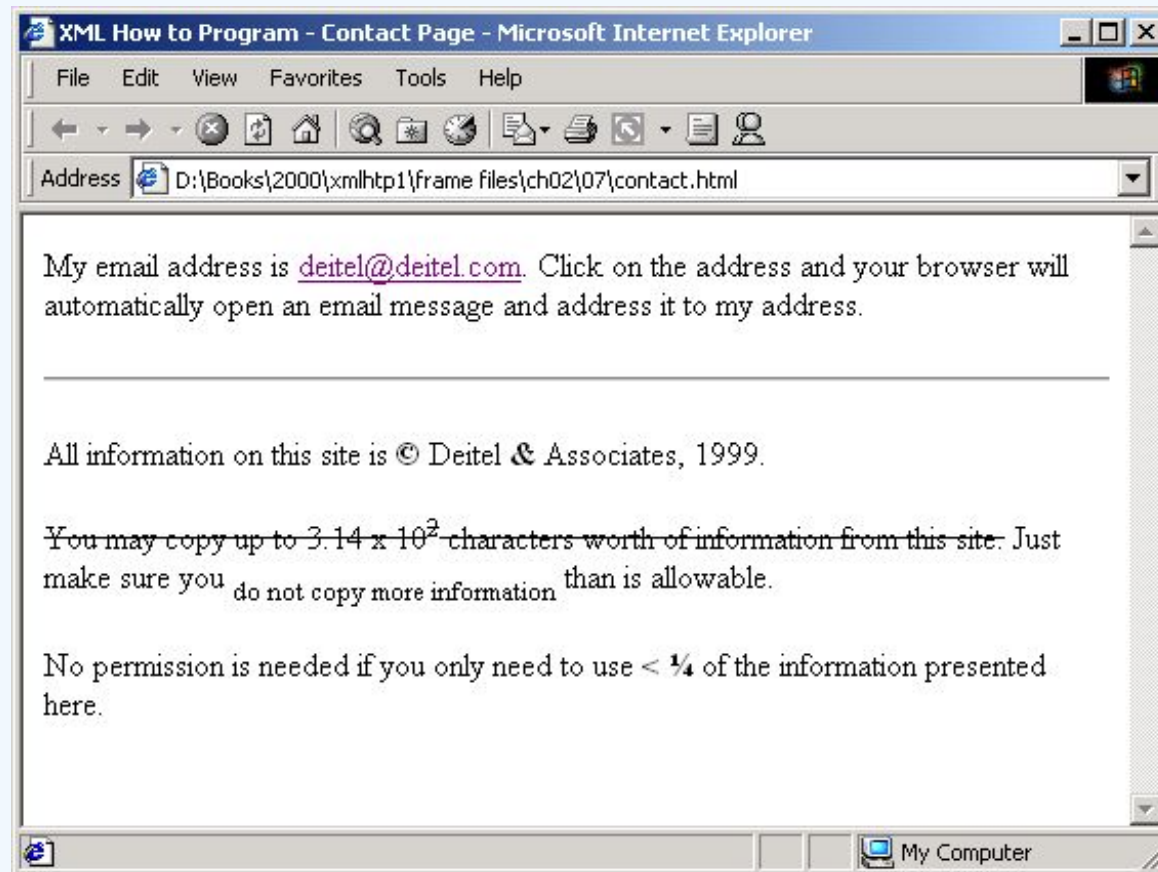 XML How to Program - Contact Page - Microsoft Internet Explorer
File Edit View Favorites Tools Help
Address D:\Books\2000\xmlhtp1\frame files\ch02\07\contact.html
My email address is deitel@deitel.com. Click on the address and your browser will
automatically open an email message and address it to my address.
All information on this site is © Deitel & Associates, 1999.
You may copy up to 3.14 x 10² characters worth of information from this site. Just
make sure you do not copy more information than is allowable.
No permission is needed if you only need to use < ¼ of the information presented
here.
My Computer